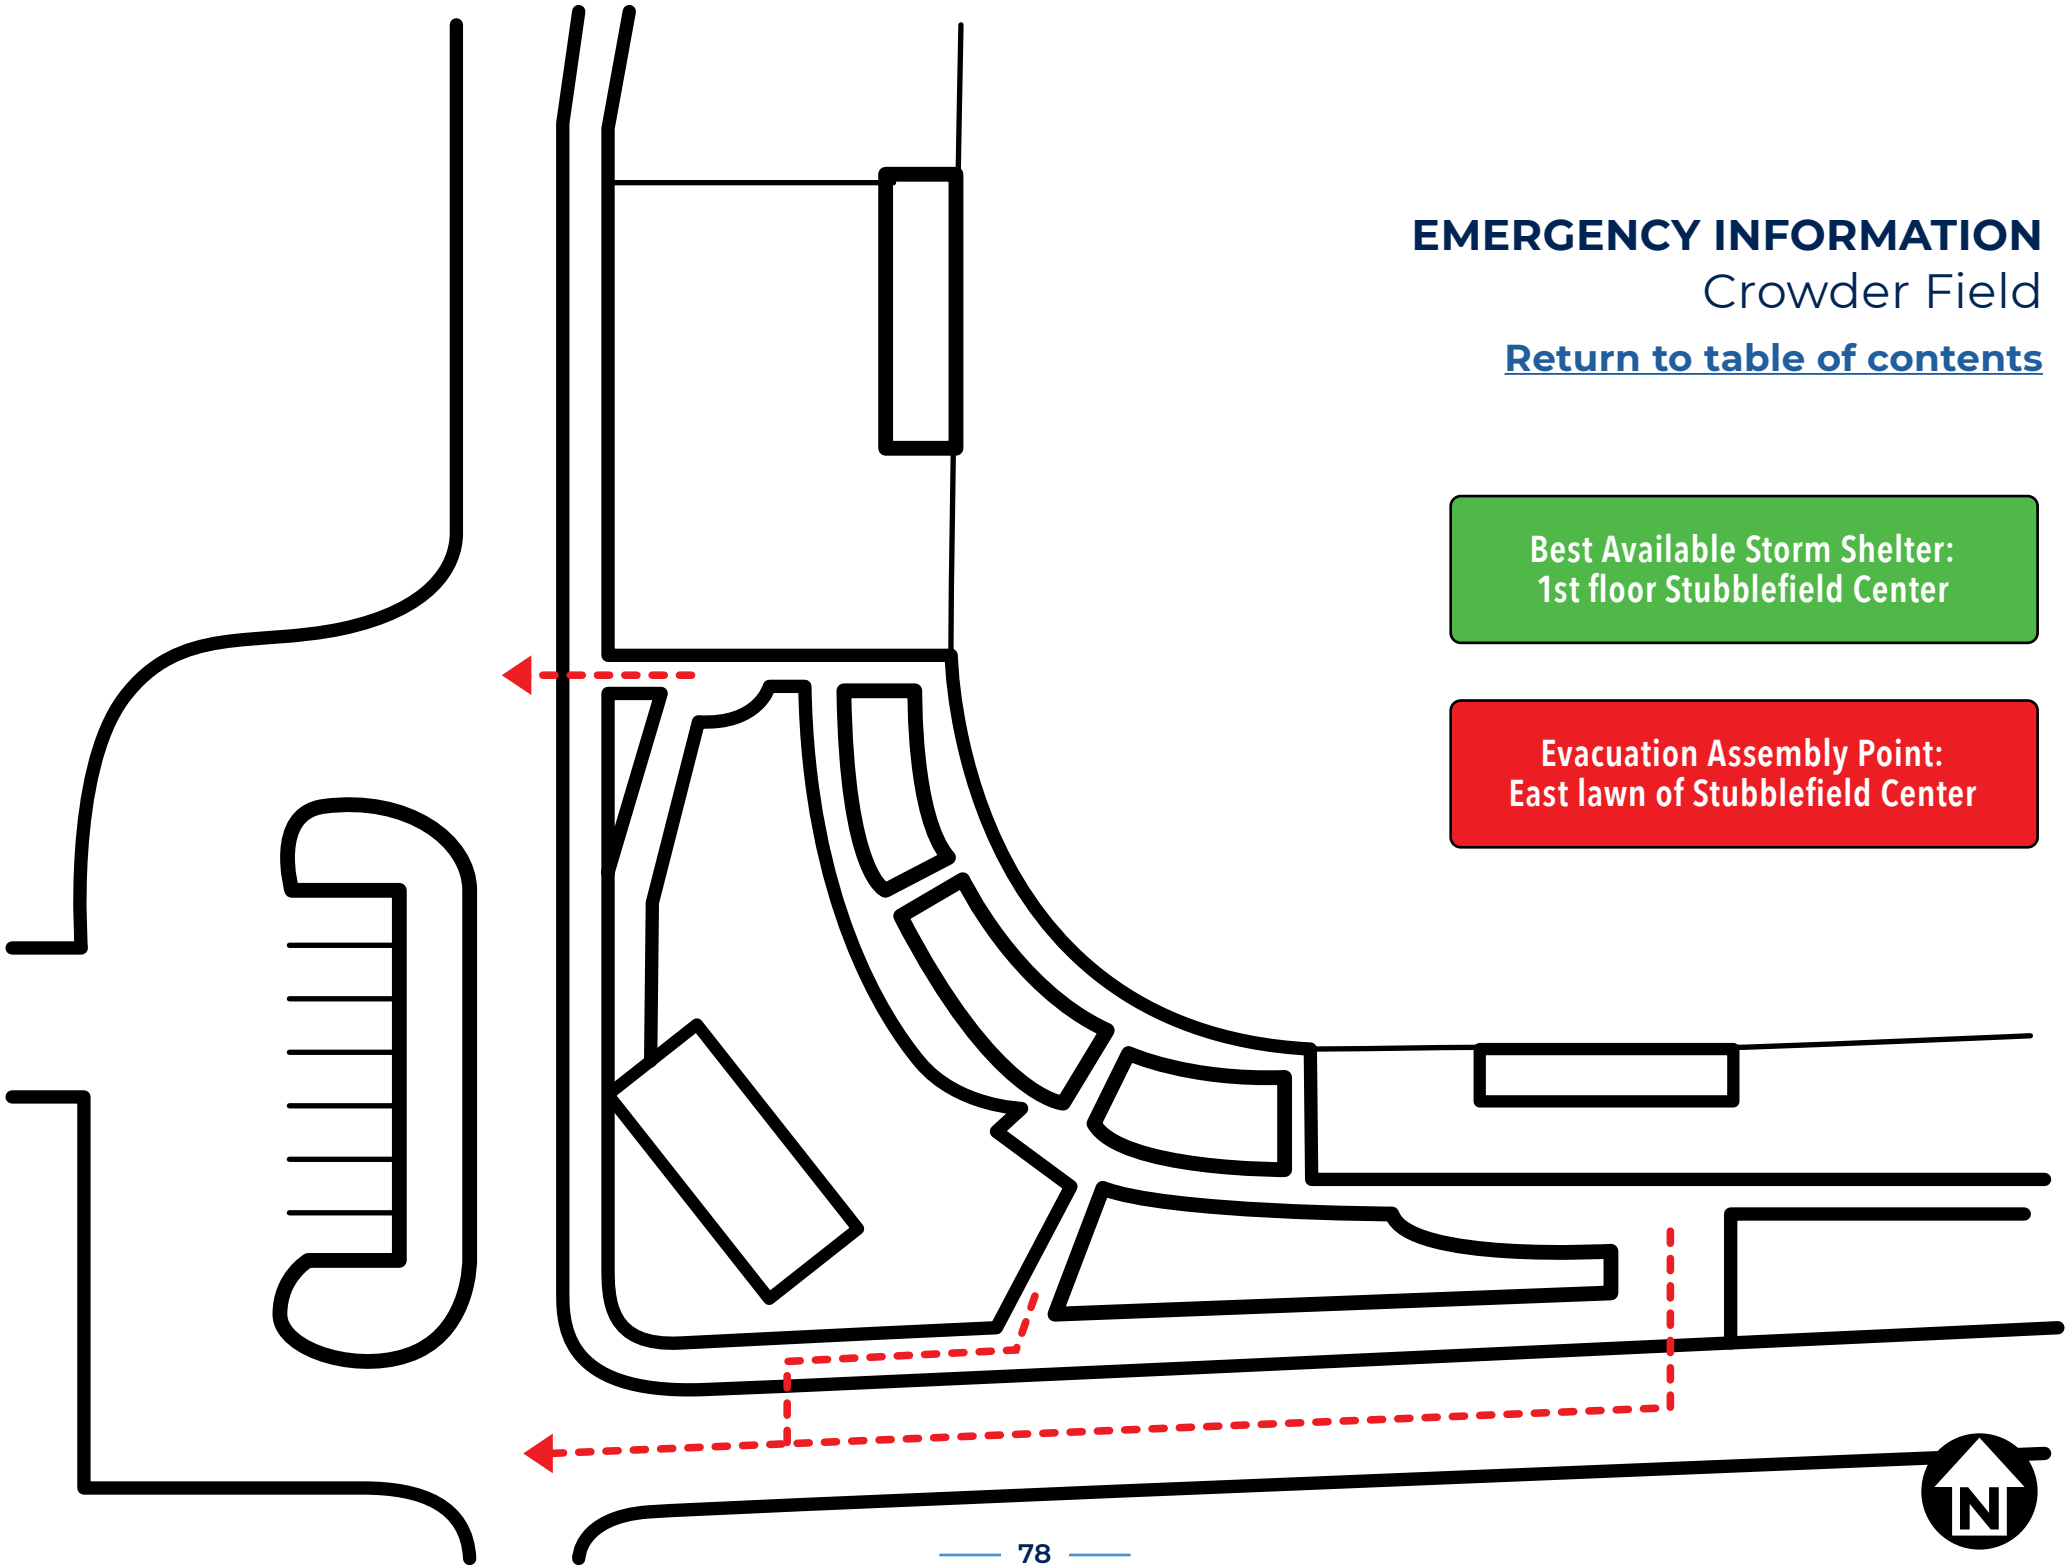 EMERGENCY INFORMATION
Crowder Field
Return to table of contents
Best Available Storm Shelter:
1st floor Stubblefield Center
Evacuation Assembly Point:
East lawn of Stubblefield Center
N
78